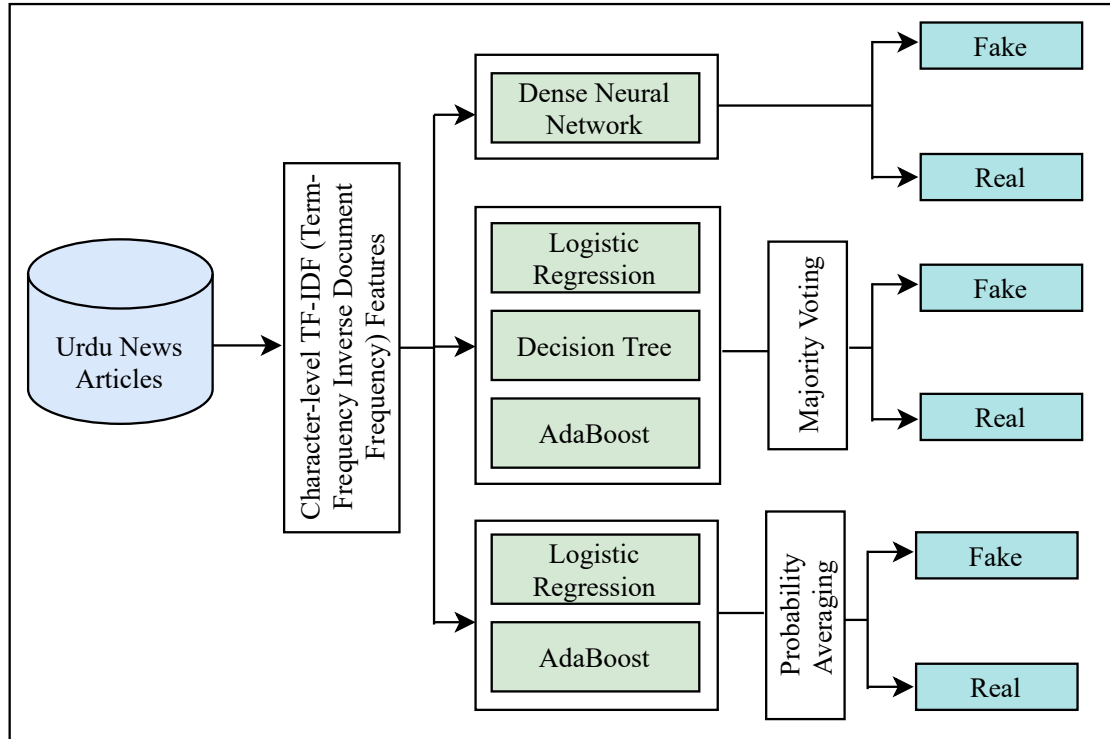 Urdu News
Articles
Character-level TF-IDF (Term-
Frequency Inverse Document
Frequency) Features
Dense Neural
Network
Fake
Real
Logistic
Regression
Decision Tree
AdaBoost
Majority Voting
Fake
Real
Logistic
Regression
AdaBoost
Probability
Averaging
Fake
Real